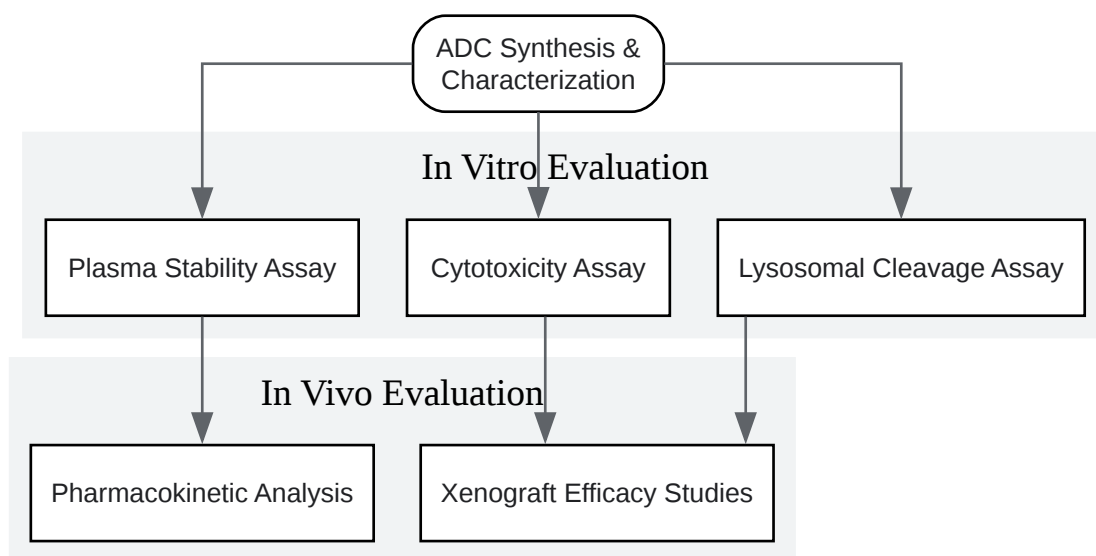 ADC Synthesis &
Characterization
In Vitro Evaluation
Plasma Stability Assay
Cytotoxicity Assay
Lysosomal Cleavage Assay
In Vivo Evaluation
Pharmacokinetic Analysis
Xenograft Efficacy Studies